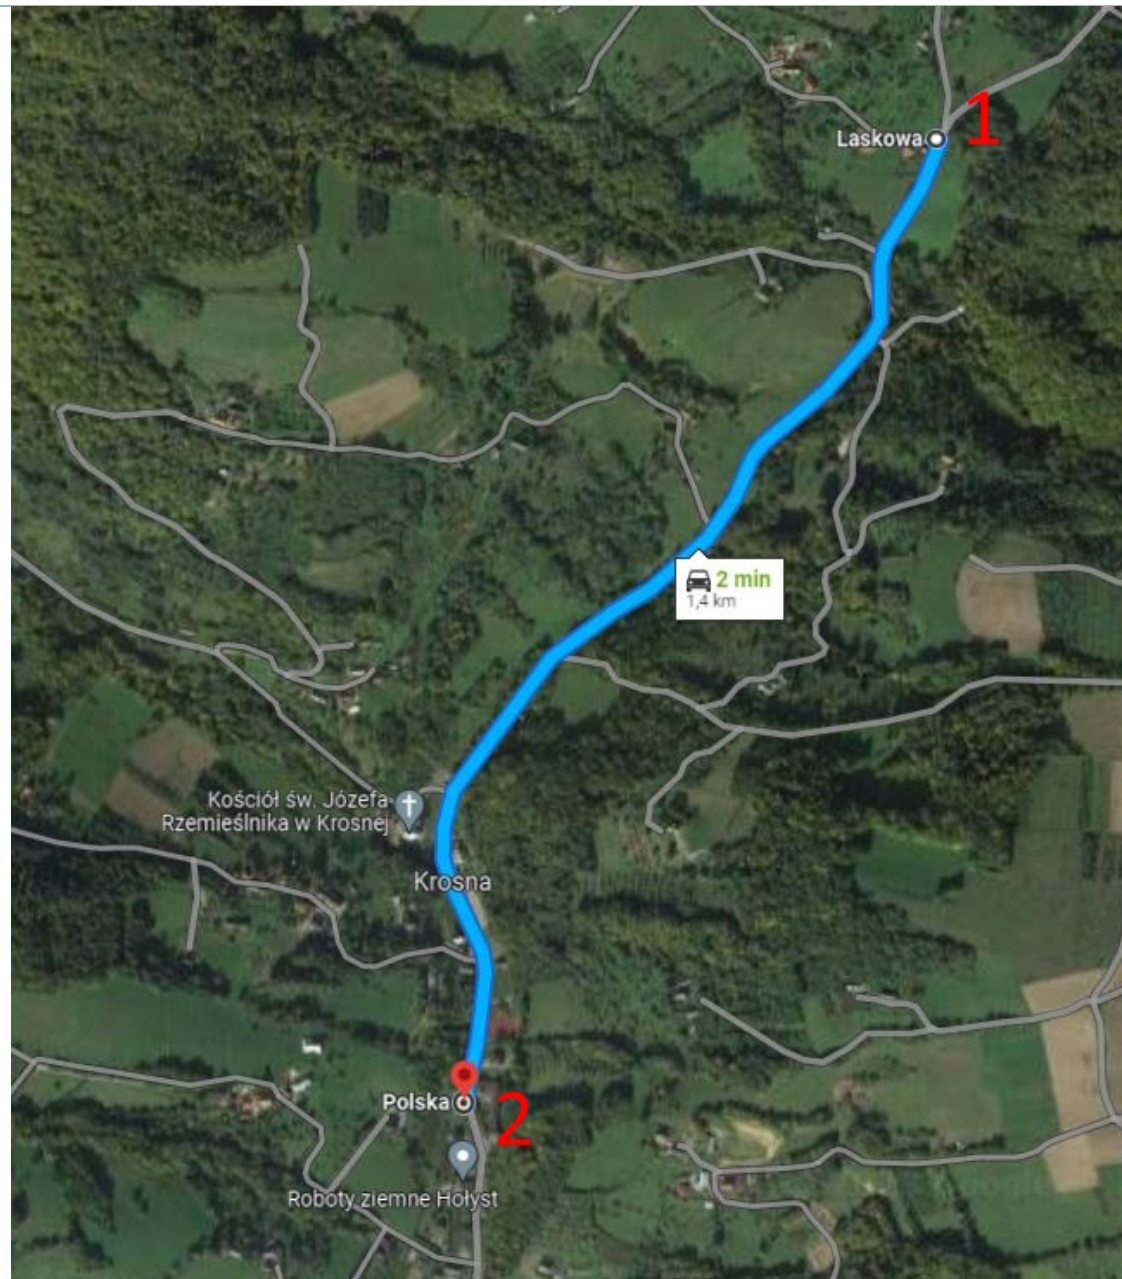 Laskowa
1
2 min
1,4 km
Kościół św. Józefa
Rzemieślnika w Krosnej
Krosna
Polska
2
Roboty ziemne Hołyst